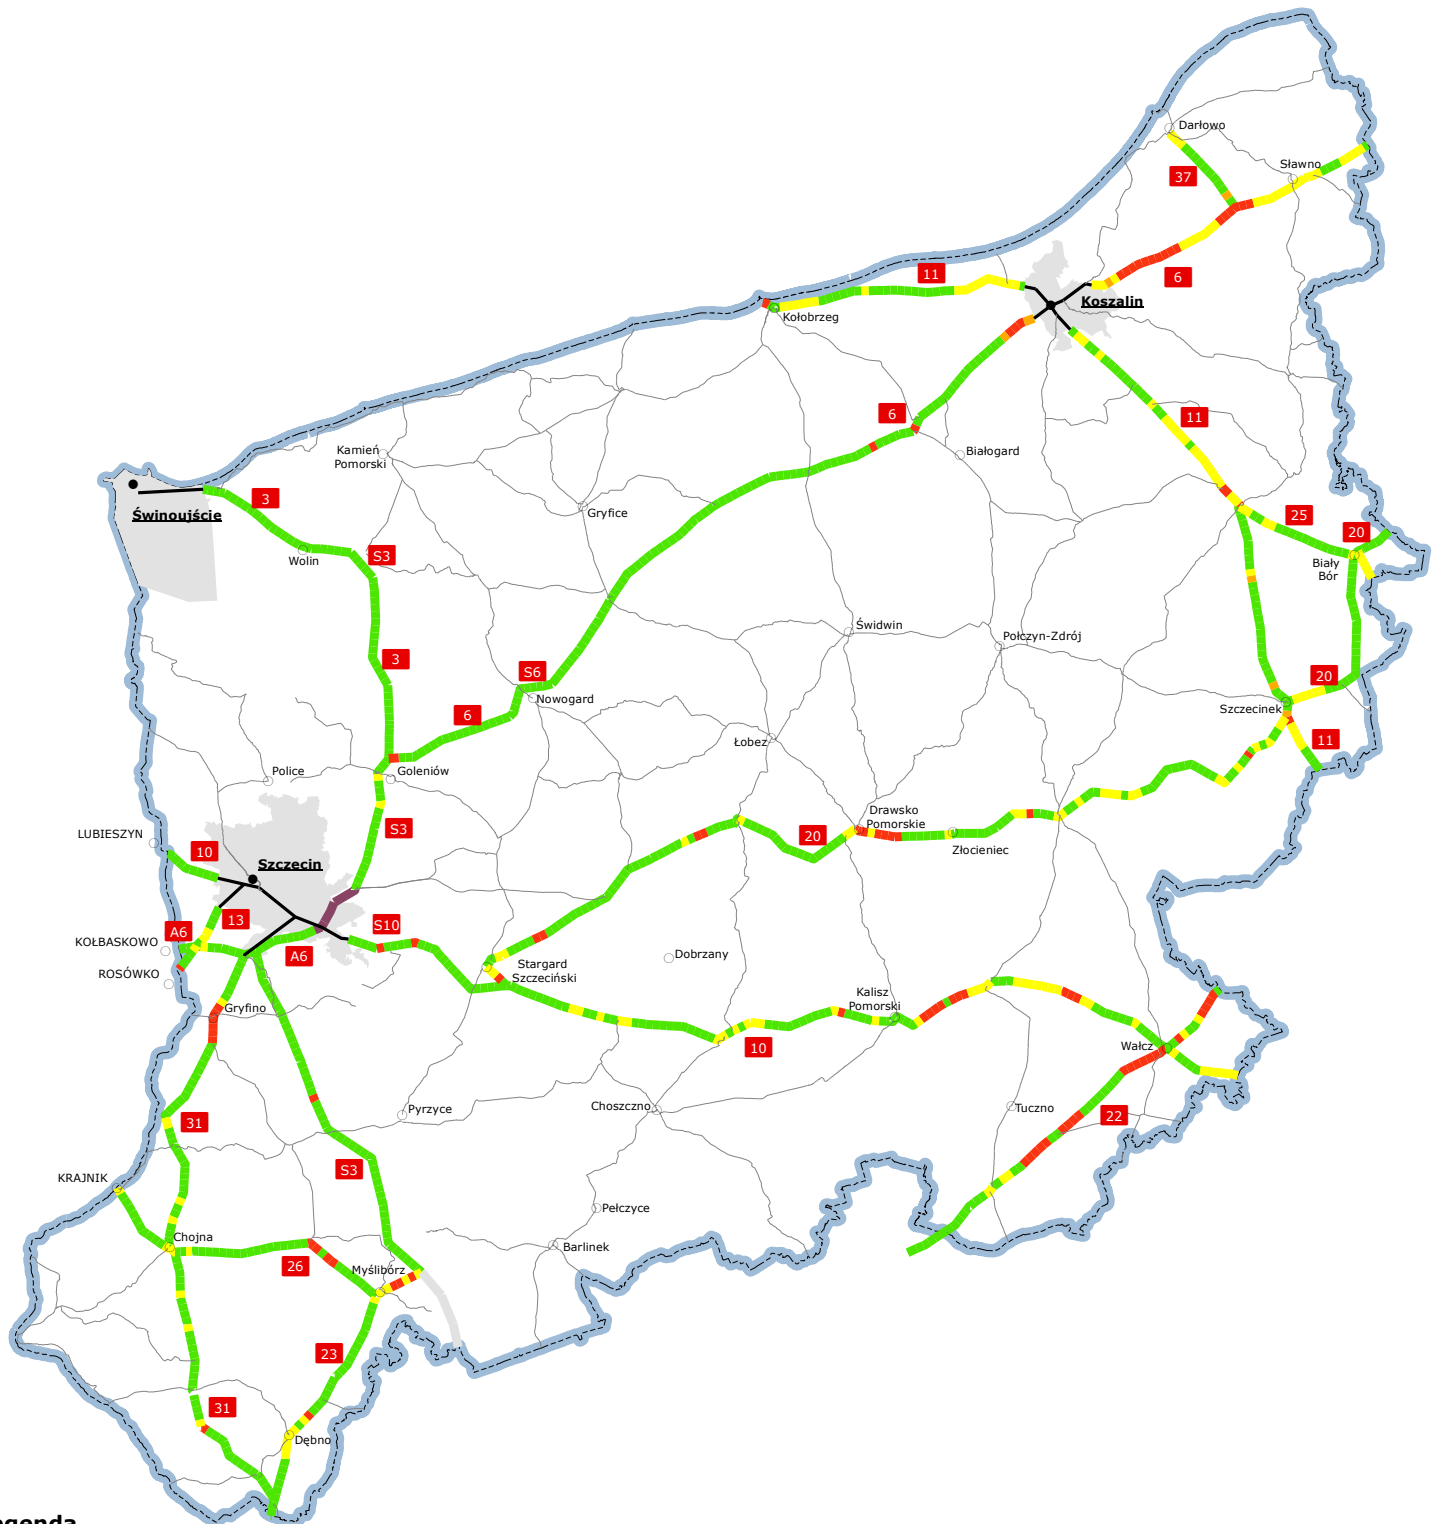 Darłowo
Sławno
37
11
6
Koszalin
Kołobrzeg
6
11
Białogard
Kamień
Pomorski
3
Świnoujście
Gryfice
25
20
Biały
Bór
S3
Wolin
Świdwin
Połczyn-Zdrój
3
S6
20
Nowogard
Szczecinek
6
Łobez
11
Police
Goleniów
Drawsko
Pomorskie
LUBIESZYN
S3
20
10
Złocieniec
Szczecin
13
S10
A6
KOŁBASKOWO
A6
Dobrzany
Stargard
Szczeciński
ROSÓWKO
Kalisz
Pomorski
Gryfino
10
Wałcz
Choszczno
Tuczno
Pyrzyce
22
31
S3
KRAJNIK
Pełczyce
Chojna
Barlinek
26
Myślibórz
23
31
Dębno